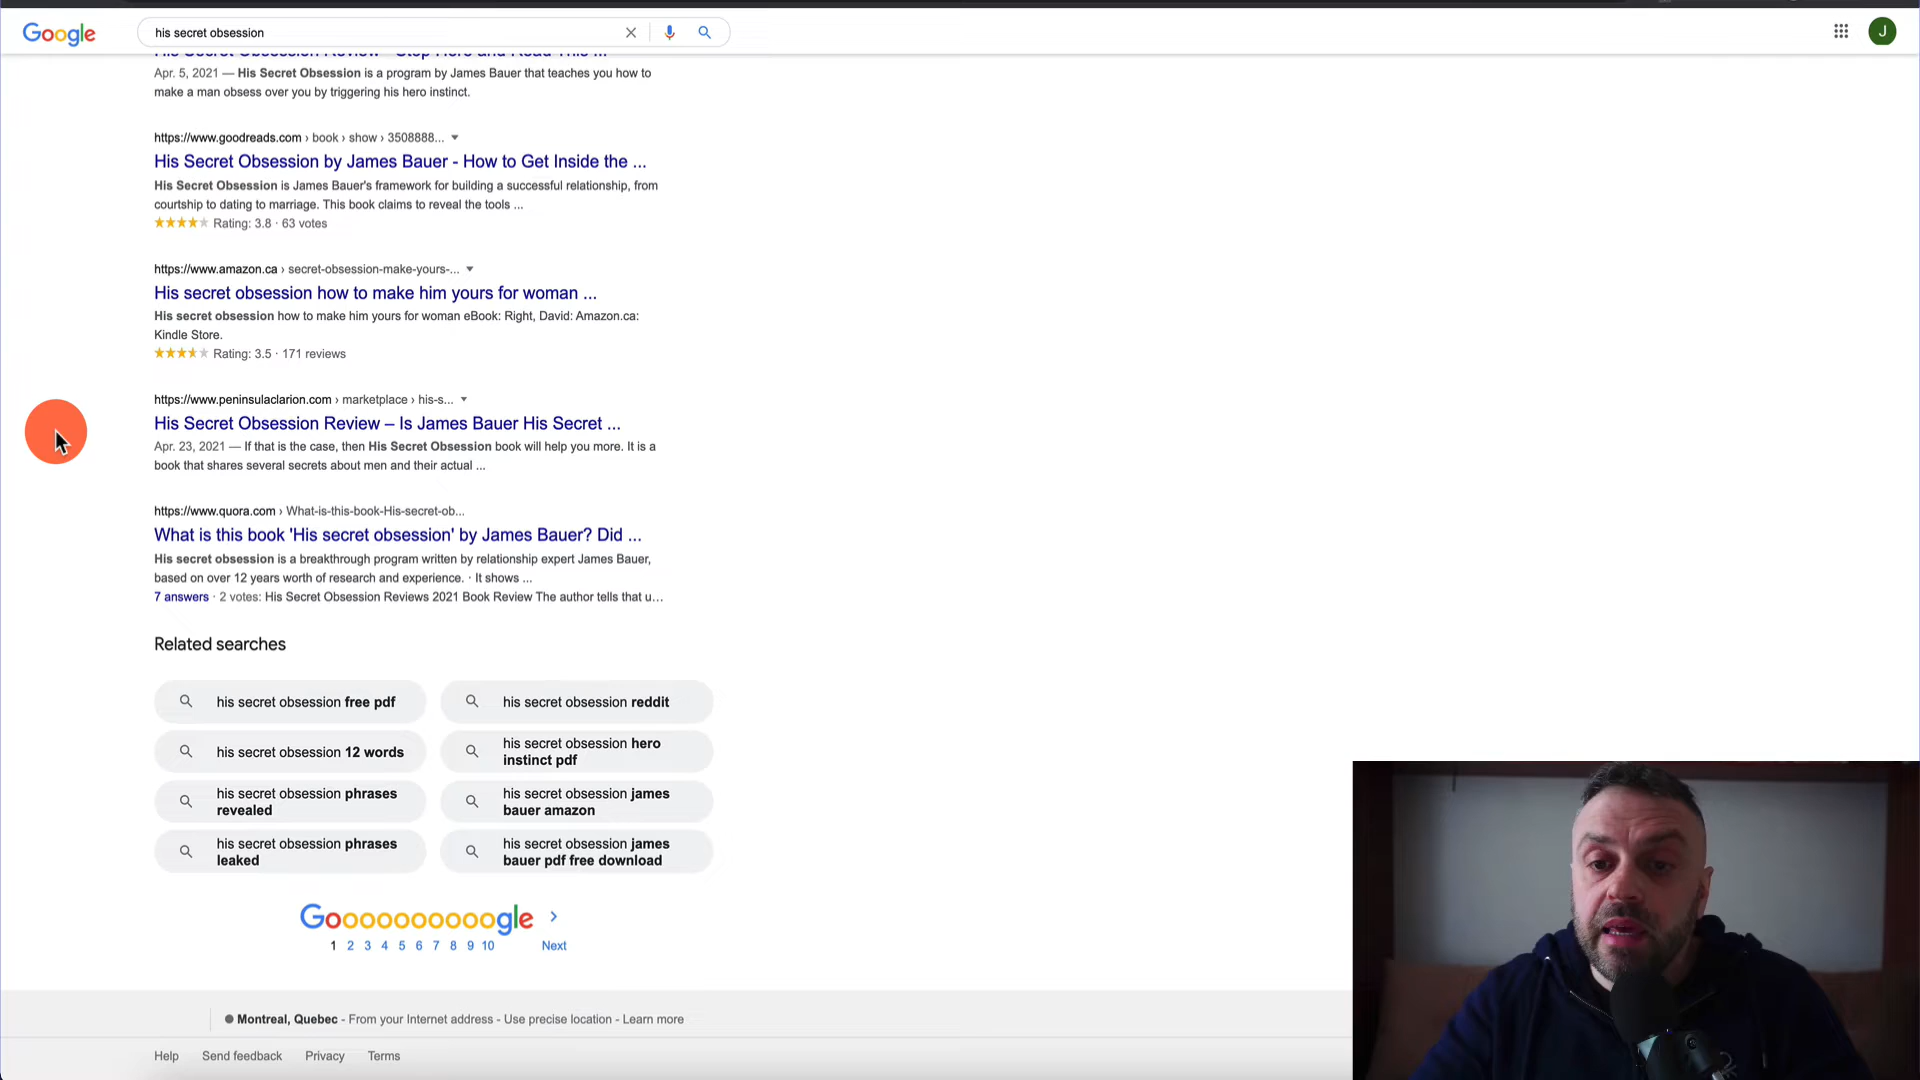 Google
his secret obsession
J
His Secret Obsession Review - Stop Here and Read This ...
Apr. 5, 2021 — His Secret Obsession is a program by James Bauer that teaches you how to
make a man obsess over you by triggering his hero instinct.
https://www.goodreads.com › book › show › 3508888...
His Secret Obsession by James Bauer - How to Get Inside the ...
His Secret Obsession is James Bauer's framework for building a successful relationship, from
courtship to dating to marriage. This book claims to reveal the tools ...
Rating: 3.8 · 63 votes
https://www.amazon.ca › secret-obsession-make-yours-...
His secret obsession how to make him yours for woman ...
His secret obsession how to make him yours for woman eBook: Right, David: Amazon.ca:
Kindle Store.
Rating: 3.5 · 171 reviews
https://www.peninsulaclarion.com › marketplace › his-s...
His Secret Obsession Review – Is James Bauer His Secret ...
Apr. 23, 2021 — If that is the case, then His Secret Obsession book will help you more. It is a
book that shares several secrets about men and their actual ...
https://www.quora.com › What-is-this-book-His-secret-ob...
What is this book 'His secret obsession' by James Bauer? Did ...
His secret obsession is a breakthrough program written by relationship expert James Bauer,
based on over 12 years worth of research and experience. · It shows ...
7 answers · 2 votes: His Secret Obsession Reviews 2021 Book Review The author tells that u...
Related searches
his secret obsession free pdf
his secret obsession reddit
his secret obsession 12 words
his secret obsession hero
instinct pdf
his secret obsession phrases
revealed
his secret obsession james
bauer amazon
his secret obsession phrases
leaked
his secret obsession james
bauer pdf free download
Goooooooooogle
1 2 3 4 5 6 7 8 9 10 Next
Montreal, Quebec - From your Internet address - Use precise location - Learn more
Help Send feedback Privacy Terms